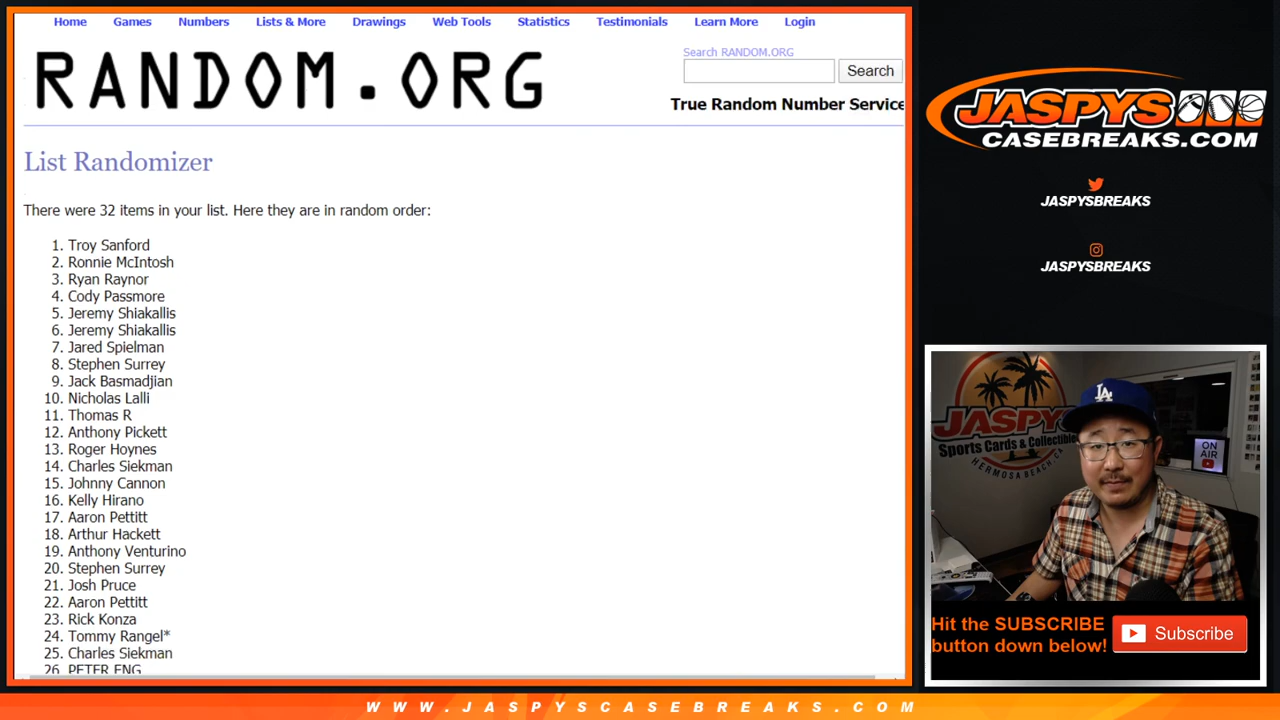 Home Games Numbers Lists & More Drawings Web Tools Statistics Testimonials Learn More Login
RANDOM.ORG
Search RANDOM.ORG
Search
True Random Number Service
List Randomizer
There were 32 items in your list. Here they are in random order:
1. Troy Sanford
2. Ronnie McIntosh
3. Ryan Raynor
4. Cody Passmore
5. Jeremy Shiakallis
6. Jeremy Shiakallis
7. Jared Spielman
8. Stephen Surrey
9. Jack Basmadjian
10. Nicholas Lalli
11. Thomas R
12. Anthony Pickett
13. Roger Hoynes
14. Charles Siekman
15. Johnny Cannon
16. Kelly Hirano
17. Aaron Pettitt
18. Arthur Hackett
19. Anthony Venturino
20. Stephen Surrey
21. Josh Pruce
22. Aaron Pettitt
23. Rick Konza
24. Tommy Rangel*
25. Charles Siekman
26. PETER ENG
JASPYS
CASEBREAKS.COM
JASPYSBREAKS
JASPYSBREAKS
JASPYS
Sports Cards & Collectibles
HERMOSA BEACH, CA
LA
ON
AIR
Hit the SUBSCRIBE
button down below!
Subscribe
WWW.JASPYSCASEBREAKS.COM